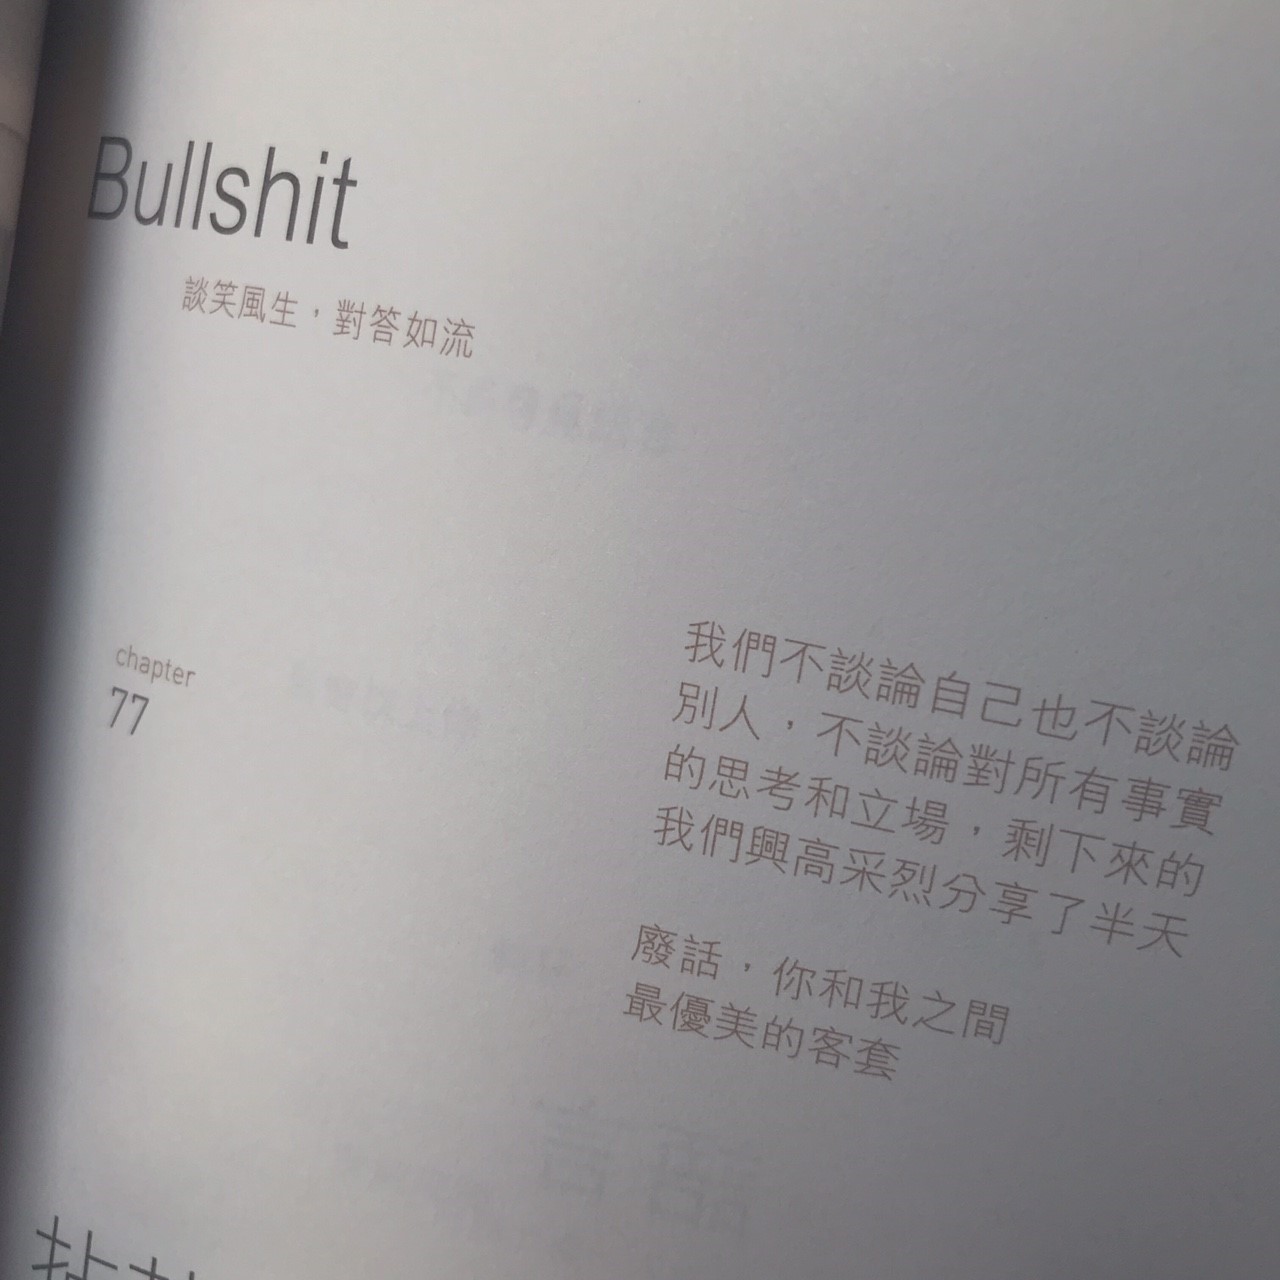 Bullshit
談笑風生，對答如流
chapter
77
我們不談論自己也不談論
別人，不談論對所有事實
的思考和立場，剩下來的
我們興高采烈分享了半天
廢話，你和我之間
最優美的客套